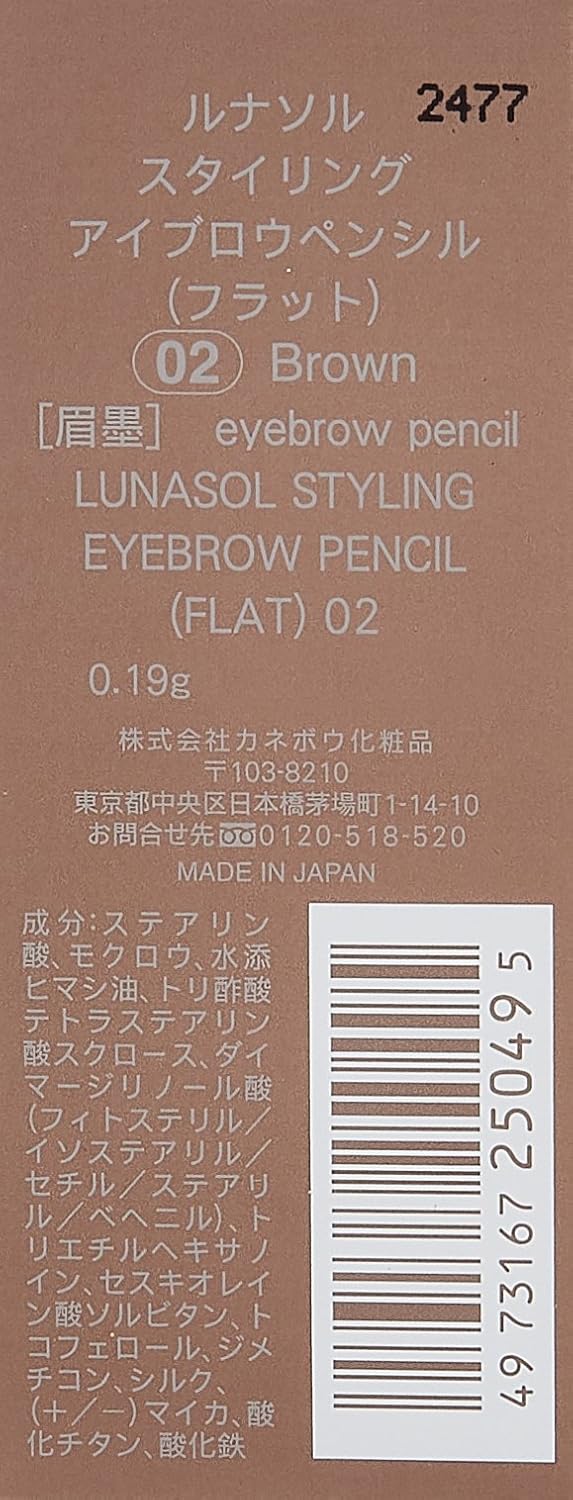 ルナソル 2477
スタイリング
アイブロウペンシル
(フラット)
02 Brown
[眉墨] eyebrow pencil
LUNASOL STYLING
EYEBROW PENCIL
(FLAT) 02
0.19g
株式会社カネボウ化粧品
〒103-8210
東京都中央区日本橋茅場町1-14-10
お問合せ先 0120-518-520
MADE IN JAPAN
成分:ステアリン
酸、モクロウ、水添
ヒマシ油、トリ酢酸
テトラステアリン
酸スクロース、ダイ
マージリノール酸
(フィトステリル/
イソステアリル/
セチル/ステアリ
ル/ベヘニル)、ト
リエチルヘキサノ
イン、セスキオレイ
ン酸ソルビタン、ト
コフェロール、ジメ
チコン、シルク、
(+/−)マイカ、酸
化チタン、酸化鉄
4973167 250495